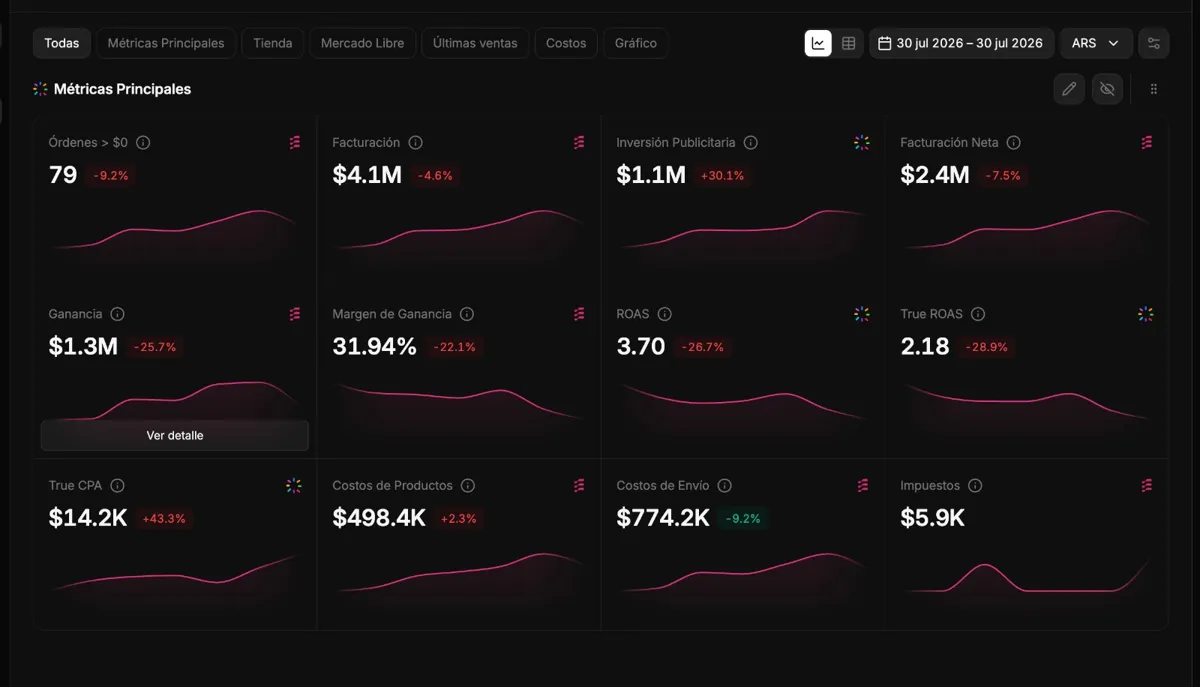 Todas
Métricas Principales
Tienda
Mercado Libre
Últimas ventas
Costos
Gráfico
30 jul 2026 – 30 jul 2026
ARS
Métricas Principales
Órdenes > $0
79 -9.2%
Facturación
$4.1M -4.6%
Inversión Publicitaria
$1.1M +30.1%
Facturación Neta
$2.4M -7.5%
Ganancia
$1.3M -25.7%
Ver detalle
Margen de Ganancia
31.94% -22.1%
ROAS
3.70 -26.7%
True ROAS
2.18 -28.9%
True CPA
$14.2K +43.3%
Costos de Productos
$498.4K +2.3%
Costos de Envío
$774.2K -9.2%
Impuestos
$5.9K